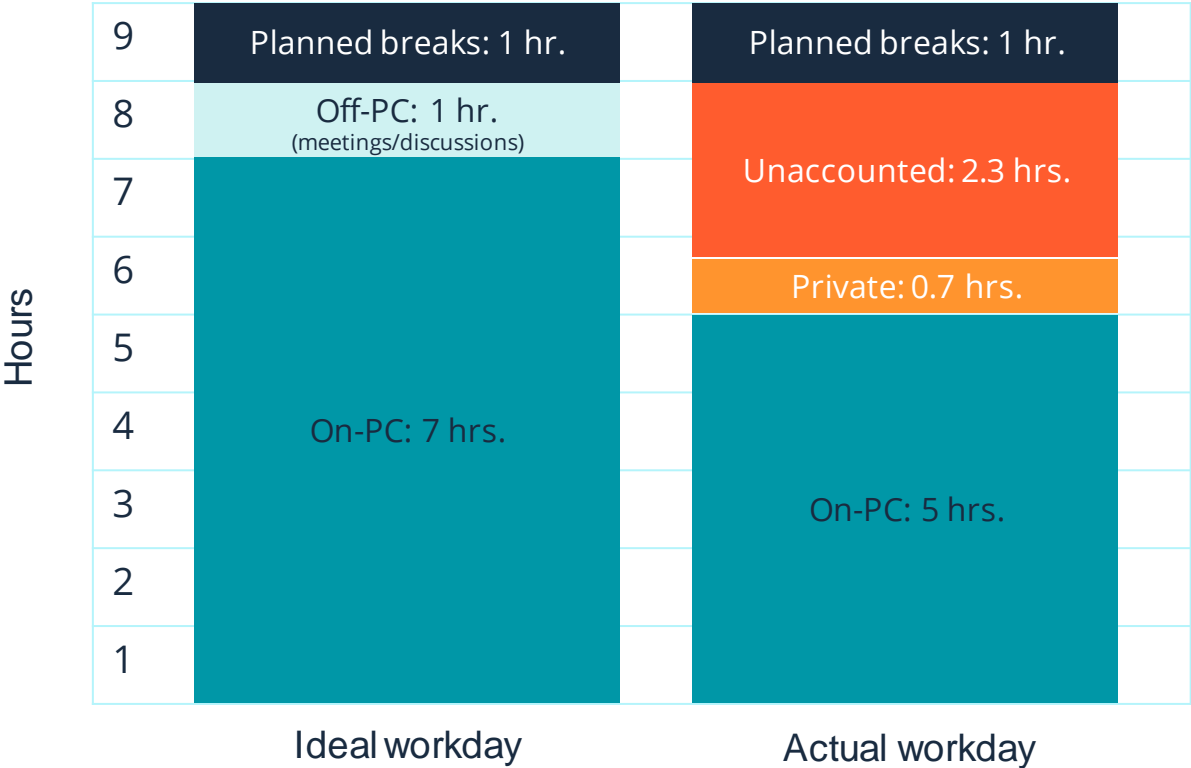 Hours
9
8
7
6
5
4
3
2
1
Planned breaks: 1 hr.
Off-PC: 1 hr.
(meetings/discussions)
On-PC: 7 hrs.
Ideal workday
Planned breaks: 1 hr.
Unaccounted: 2.3 hrs.
Private: 0.7 hrs.
On-PC: 5 hrs.
Actual workday